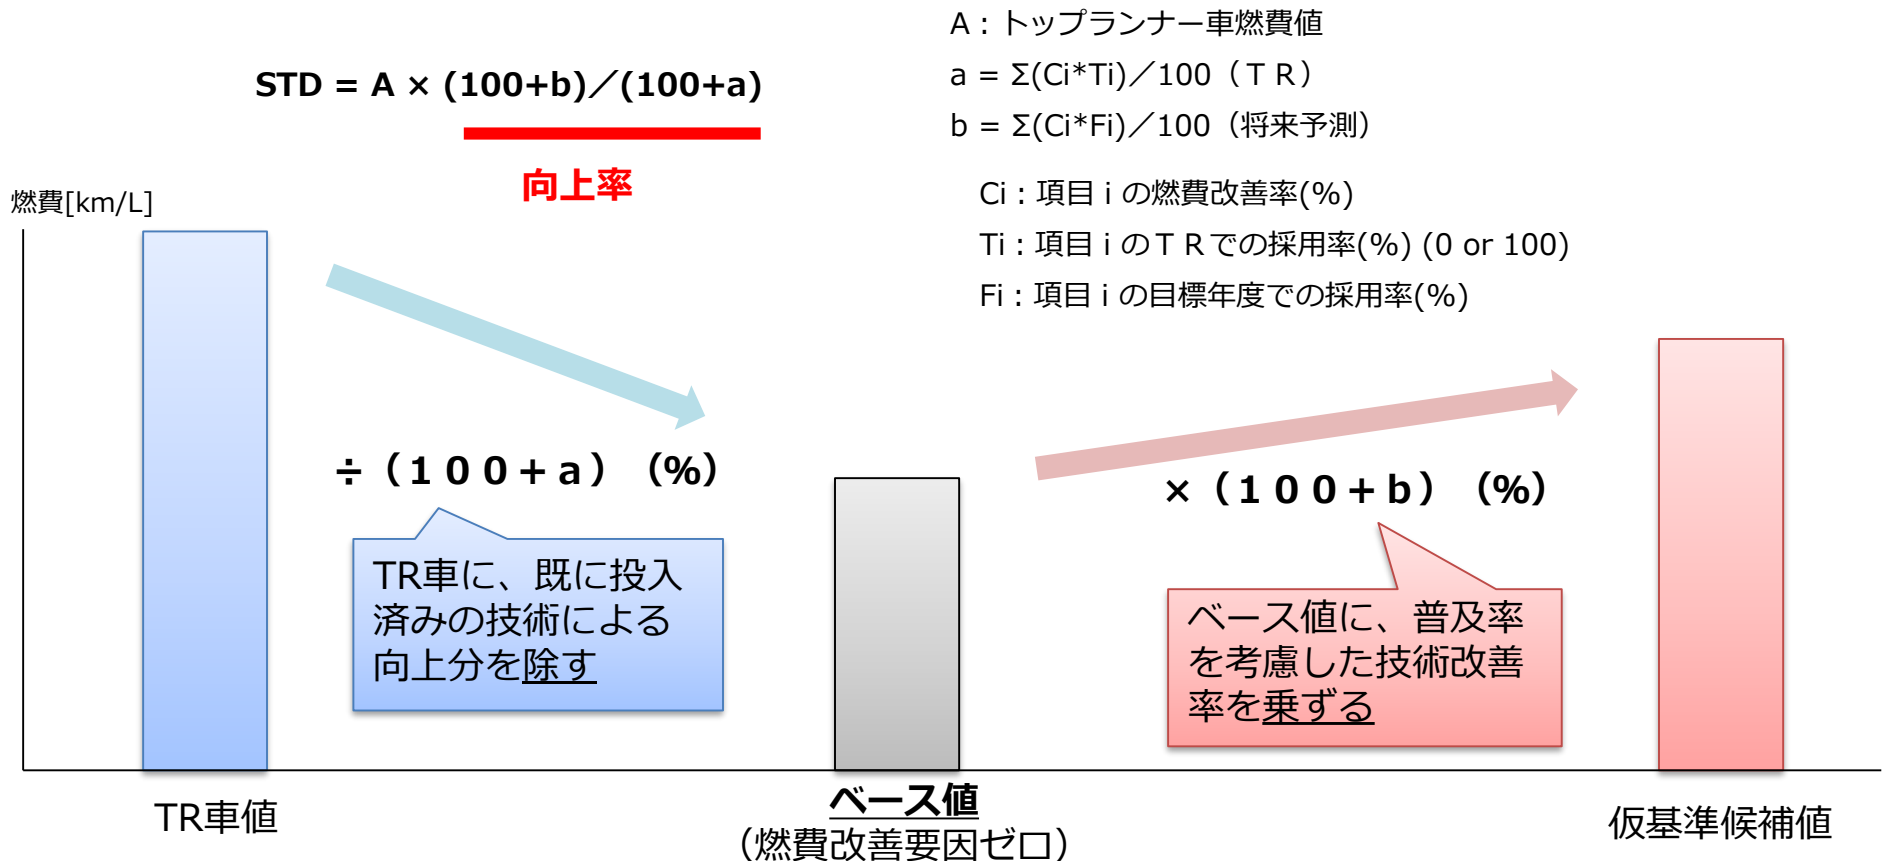 A：トップランナー車燃費値
STD = A × (100+b)／(100+a)
a = Σ(Ci*Ti)／100（ＴＲ）
b = Σ(Ci*Fi)／100（将来予測）
向上率
Ci：項目 i の燃費改善率(%)
燃費[km/L]
Ti：項目 i のＴＲでの採用率(%) (0 or 100)
Fi：項目 i の目標年度での採用率(%)
÷（１００＋a）（%）
×（１００＋b）（%）
TR車に、既に投入
済みの技術による
向上分を除す
ベース値に、普及率
を考慮した技術改善
率を乗ずる
TR車値
ベース値
（燃費改善要因ゼロ）
仮基準候補値